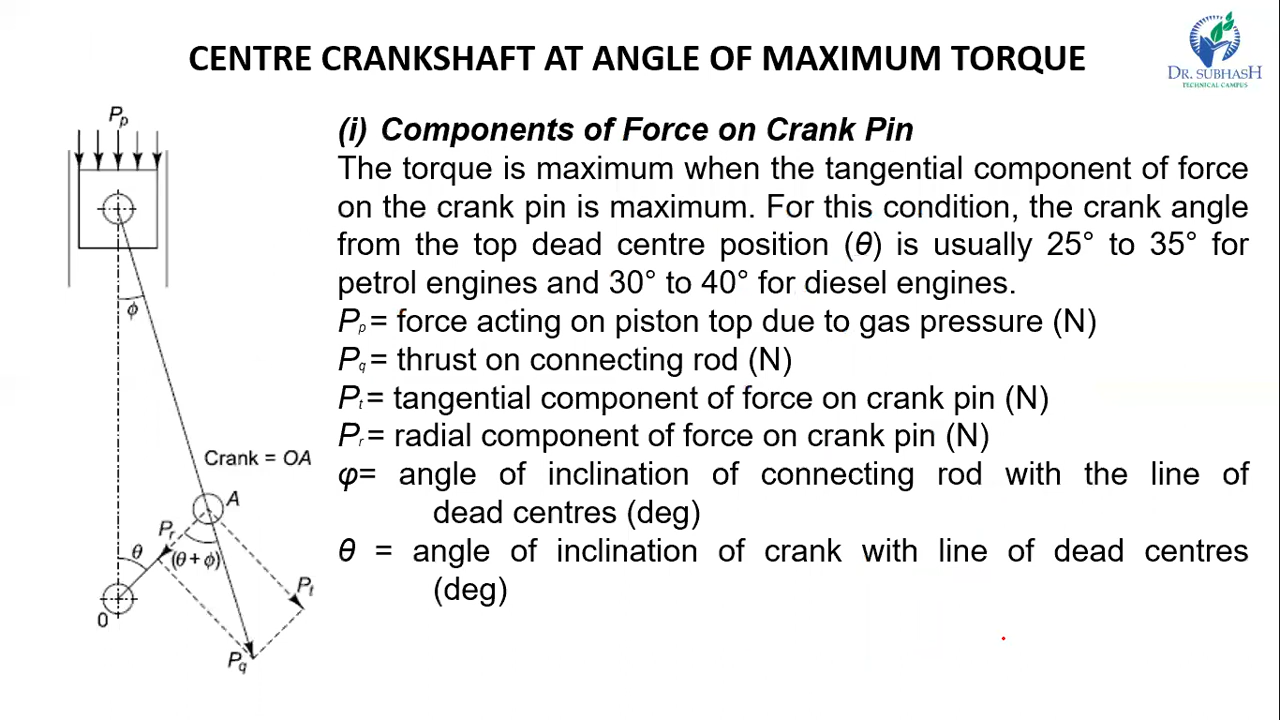 CENTRE CRANKSHAFT AT ANGLE OF MAXIMUM TORQUE
DR. SUBHASH
TECHNICAL CAMPUS
(i) Components of Force on Crank Pin
The torque is maximum when the tangential component of force
on the crank pin is maximum. For this condition, the crank angle
from the top dead centre position (θ) is usually 25° to 35° for
petrol engines and 30° to 40° for diesel engines.
Pp = force acting on piston top due to gas pressure (N)
Pq = thrust on connecting rod (N)
Pt = tangential component of force on crank pin (N)
Pr = radial component of force on crank pin (N)
φ= angle of inclination of connecting rod with the line of
dead centres (deg)
θ = angle of inclination of crank with line of dead centres
(deg)
Pp
ϕ
Crank = OA
A
Pr
θ
(θ + ϕ)
Pt
0
Pq